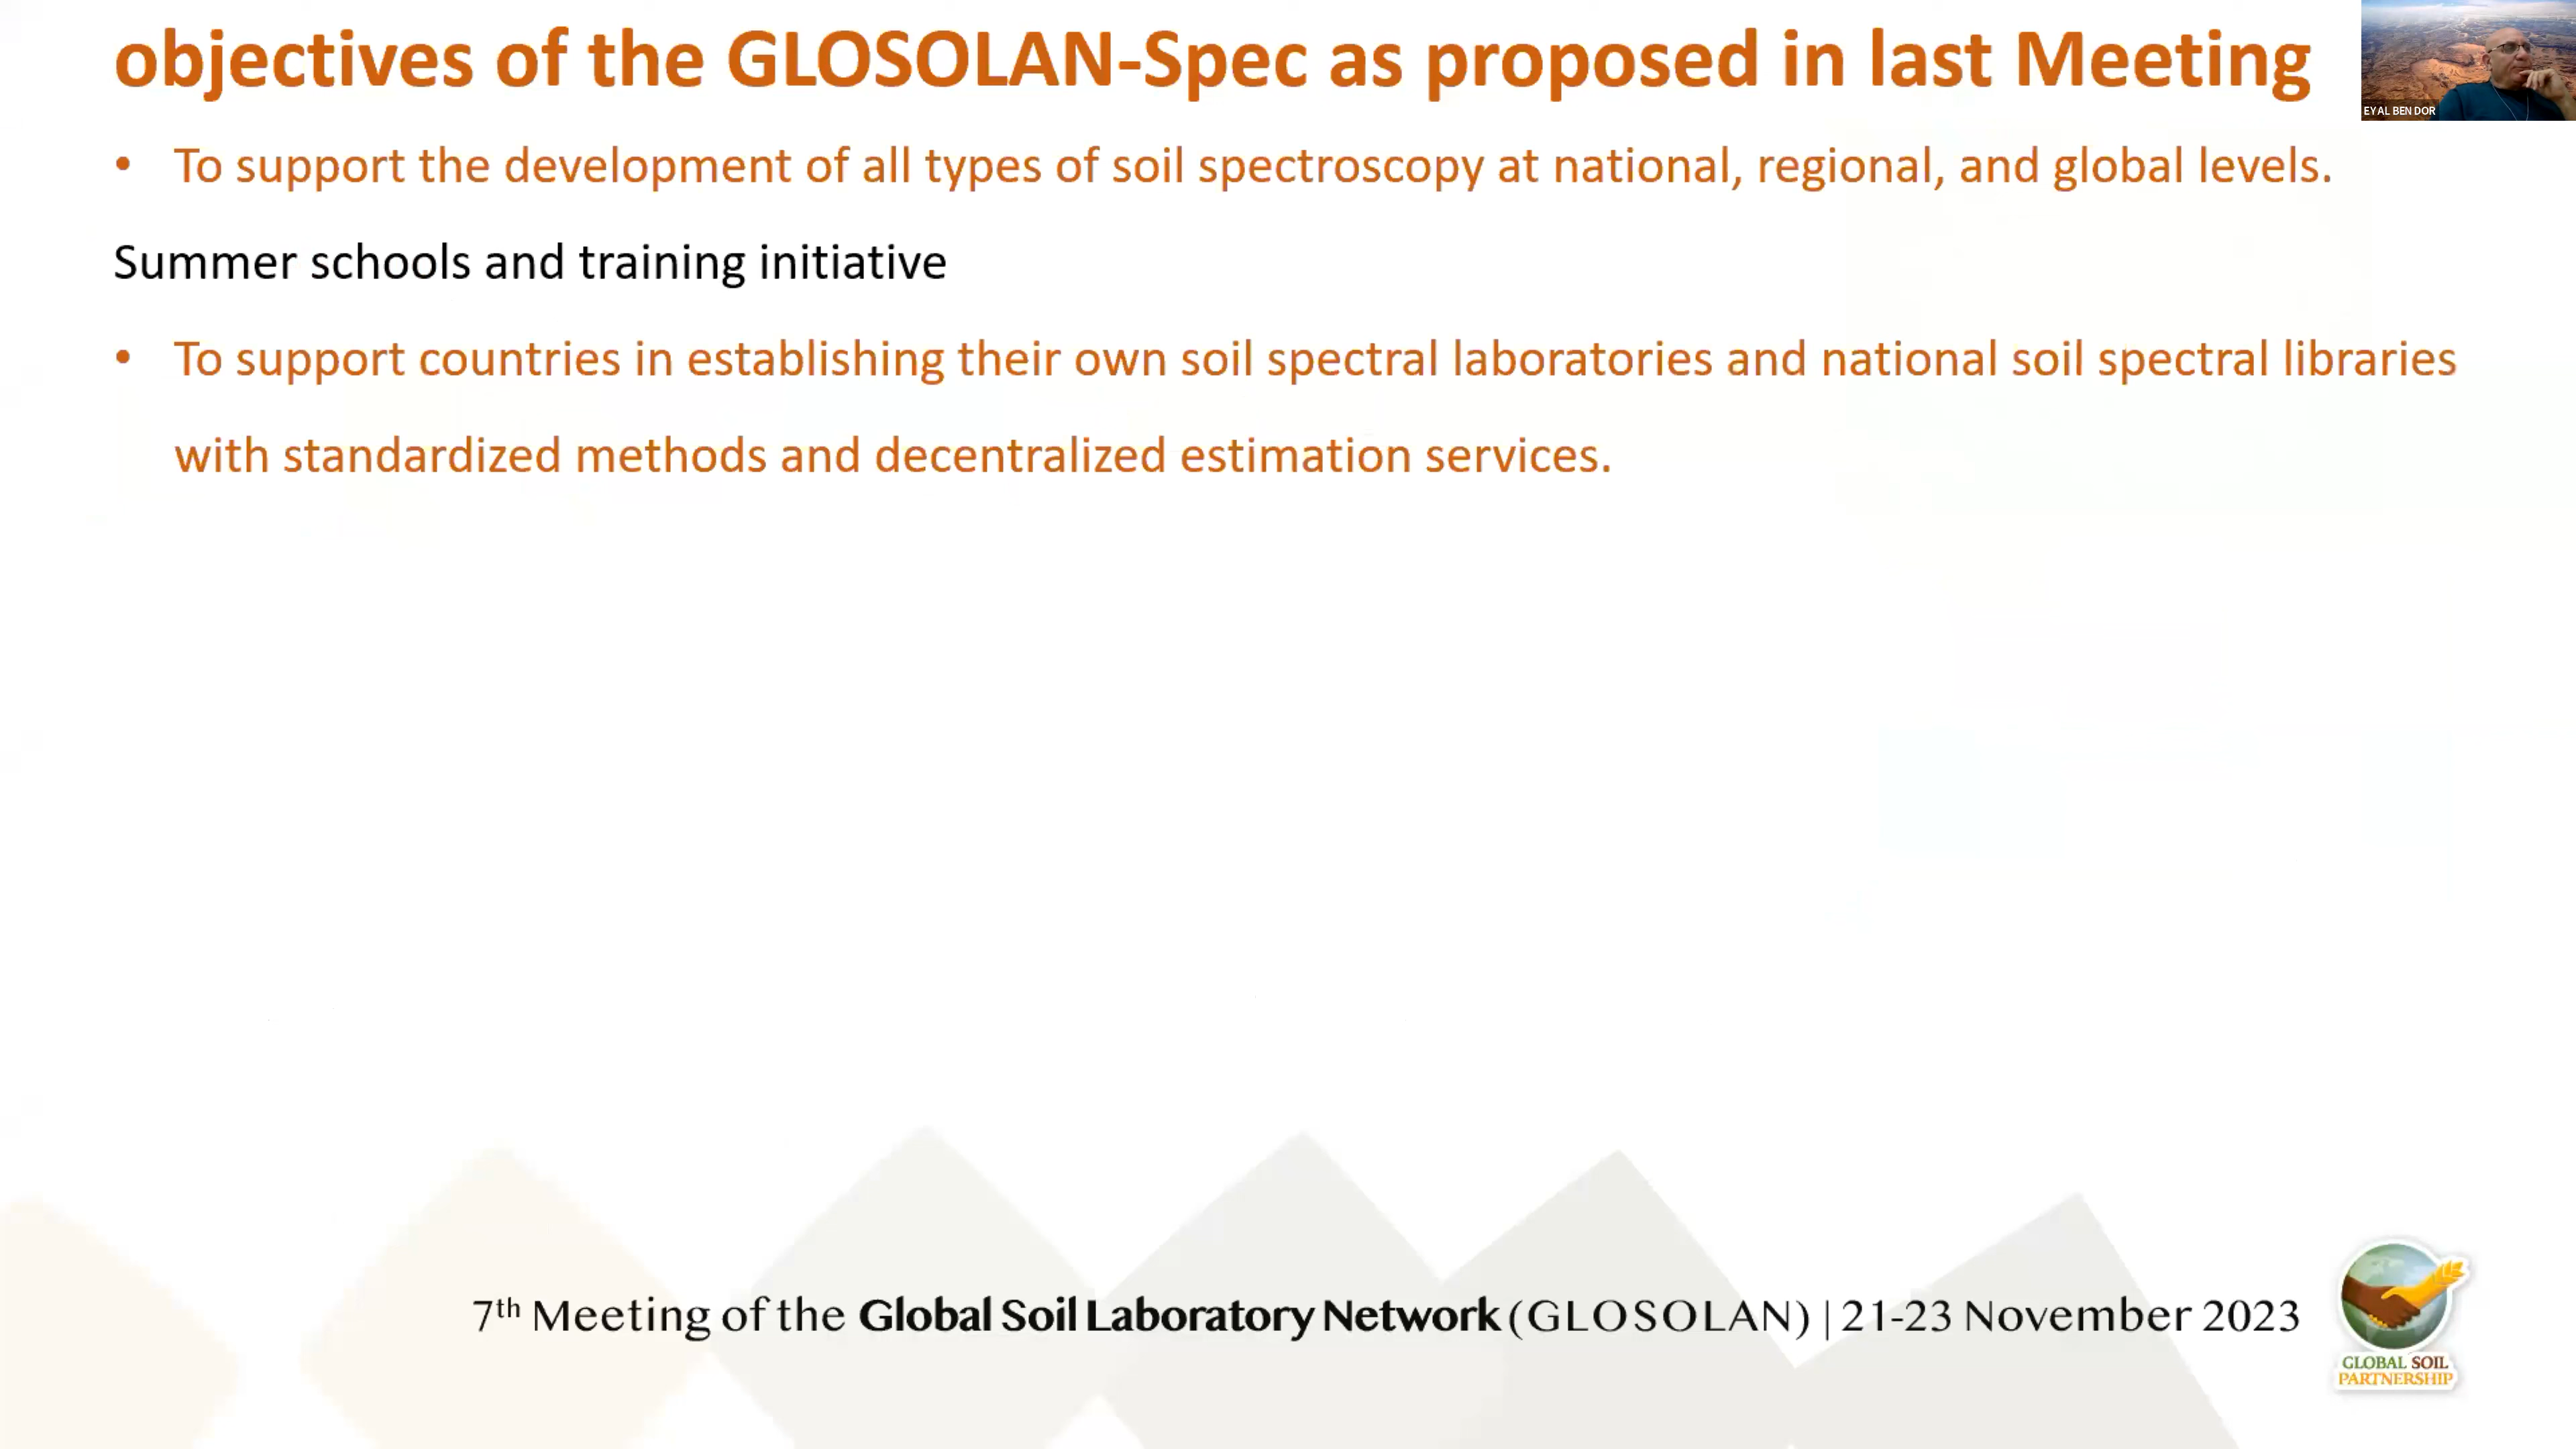 objectives of the GLOSOLAN-Spec as proposed in last Meeting
EYAL BEN DOR
• To support the development of all types of soil spectroscopy at national, regional, and global levels.
Summer schools and training initiative
• To support countries in establishing their own soil spectral laboratories and national soil spectral libraries
with standardized methods and decentralized estimation services.
7th Meeting of the Global Soil Laboratory Network (GLOSOLAN) | 21-23 November 2023
GLOBAL SOIL
PARTNERSHIP